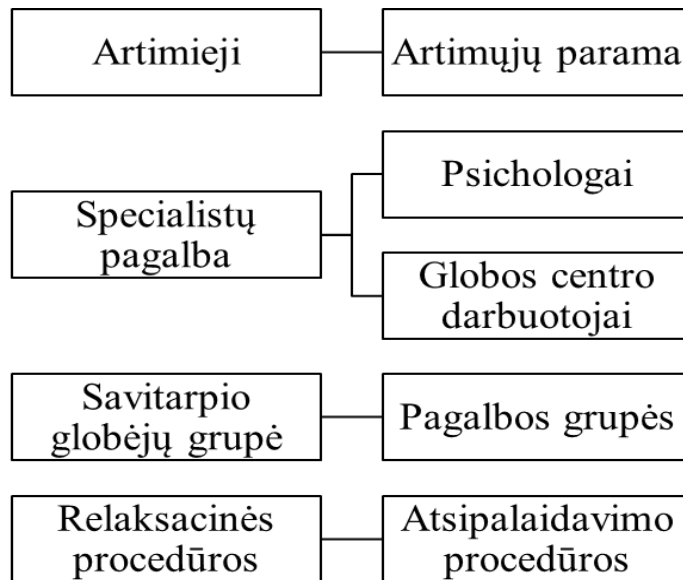 Artimieji
Artimųjų parama
Specialistų
pagalba
Psichologai
Globos centro
darbuotojai
Savitarpio
globėjų grupė
Pagalbos grupės
Relaksacinės
procedūros
Atsipalaidavimo
procedūros